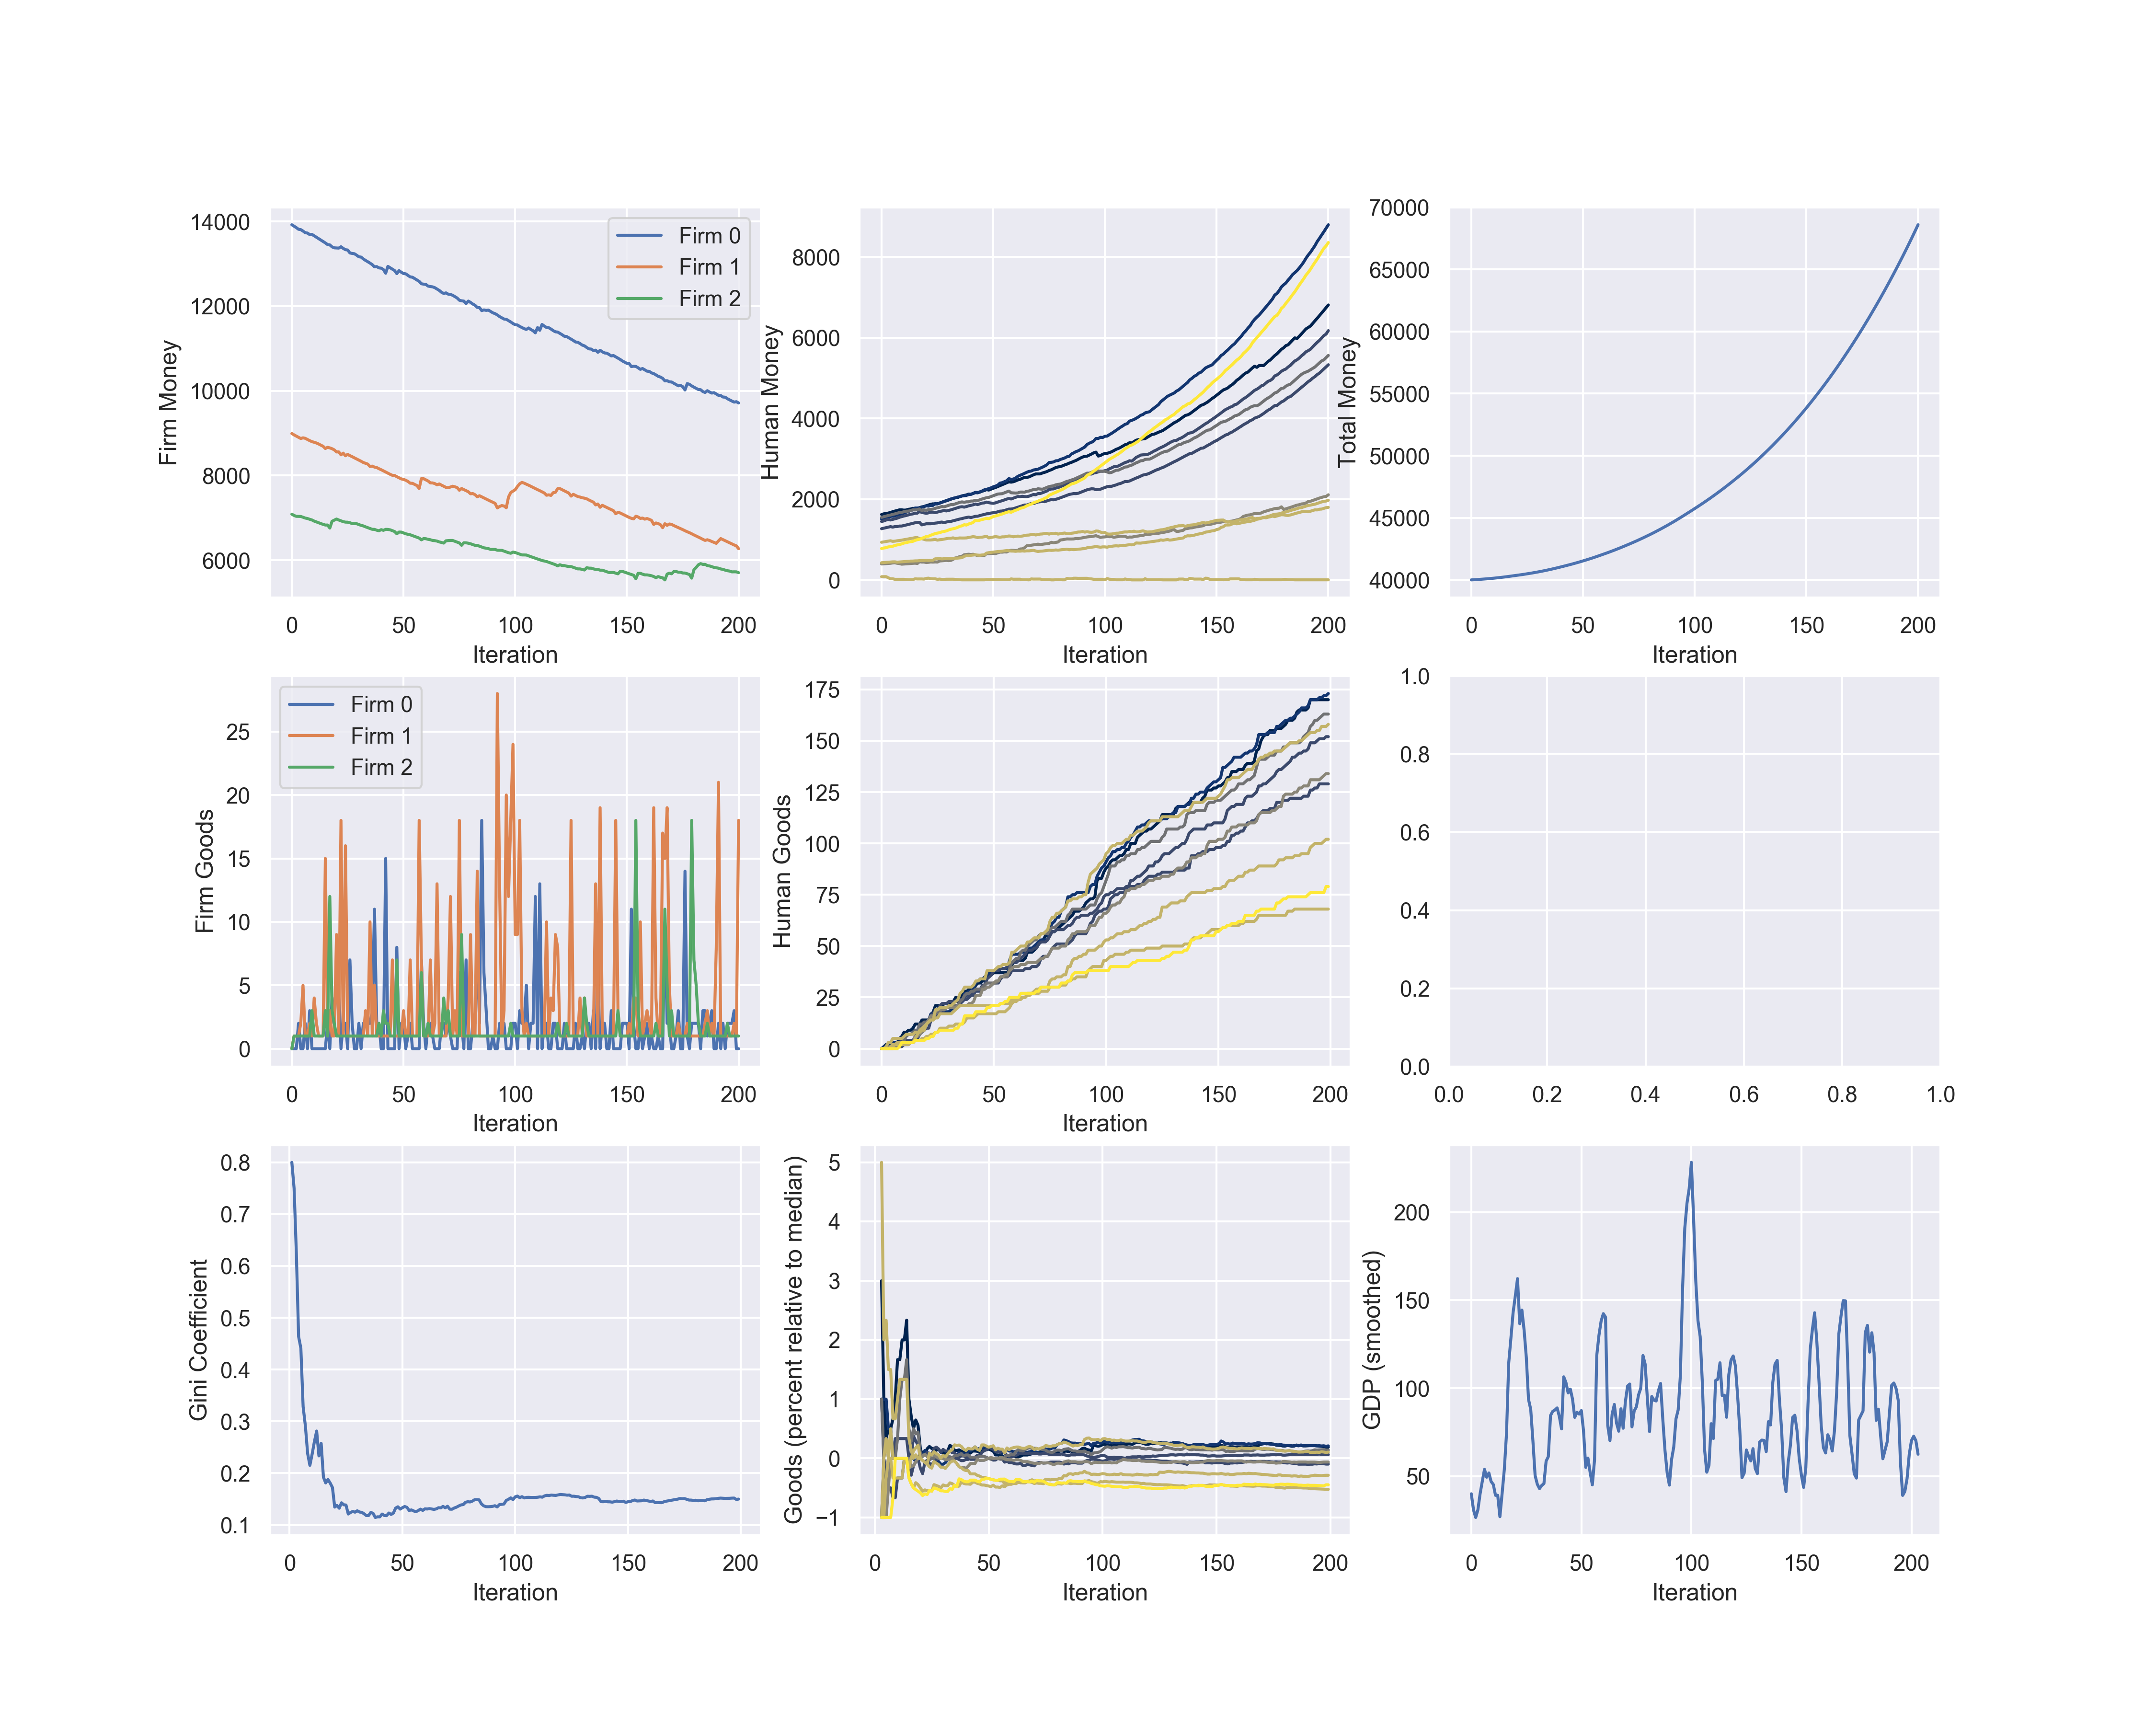 14000
12000
10000
8000
6000
Firm Money
Firm 0
Firm 1
Firm 2
0 50 100 150 200
Iteration
8000
6000
4000
2000
0
Human Money
0 50 100 150 200
Iteration
70000
65000
60000
55000
50000
45000
40000
Total Money
0 50 100 150 200
Iteration
25
20
15
10
5
0
Firm Goods
Firm 0
Firm 1
Firm 2
0 50 100 150 200
Iteration
175
150
125
100
75
50
25
0
Human Goods
0 50 100 150 200
Iteration
1.0
0.8
0.6
0.4
0.2
0.0
0.0 0.2 0.4 0.6 0.8 1.0
0.8
0.7
0.6
0.5
0.4
0.3
0.2
0.1
Gini Coefficient
0 50 100 150 200
Iteration
5
4
3
2
1
0
−1
Goods (percent relative to median)
0 50 100 150 200
Iteration
200
150
100
50
GDP (smoothed)
0 50 100 150 200
Iteration